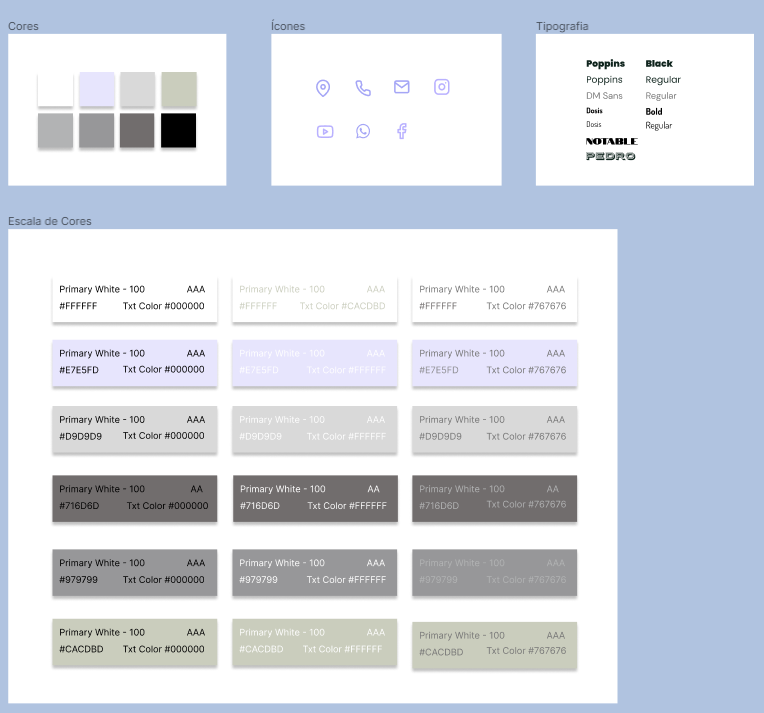 Cores
Ícones
Tipografia
Poppins Black
Poppins Regular
DM Sans Regular
Dosis Bold
Dosis Regular
NOTABLE
PEDRO
Escala de Cores
Primary White - 100 AAA
#FFFFFF Txt Color #000000
Primary White - 100 AAA
#FFFFFF Txt Color #CACDBD
Primary White - 100 AAA
#FFFFFF Txt Color #767676
Primary White - 100 AAA
#E7E5FD Txt Color #000000
Primary White - 100 AAA
#E7E5FD Txt Color #FFFFFF
Primary White - 100 AAA
#E7E5FD Txt Color #767676
Primary White - 100 AAA
#D9D9D9 Txt Color #000000
Primary White - 100 AAA
#D9D9D9 Txt Color #FFFFFF
Primary White - 100 AAA
#D9D9D9 Txt Color #767676
Primary White - 100 AA
#716D6D Txt Color #000000
Primary White - 100 AA
#716D6D Txt Color #FFFFFF
Primary White - 100 AA
#716D6D Txt Color #767676
Primary White - 100 AAA
#979799 Txt Color #000000
Primary White - 100 AAA
#979799 Txt Color #FFFFFF
Primary White - 100 AAA
#979799 Txt Color #767676
Primary White - 100 AAA
#CACDBD Txt Color #000000
Primary White - 100 AAA
#CACDBD Txt Color #FFFFFF
Primary White - 100 AAA
#CACDBD Txt Color #767676